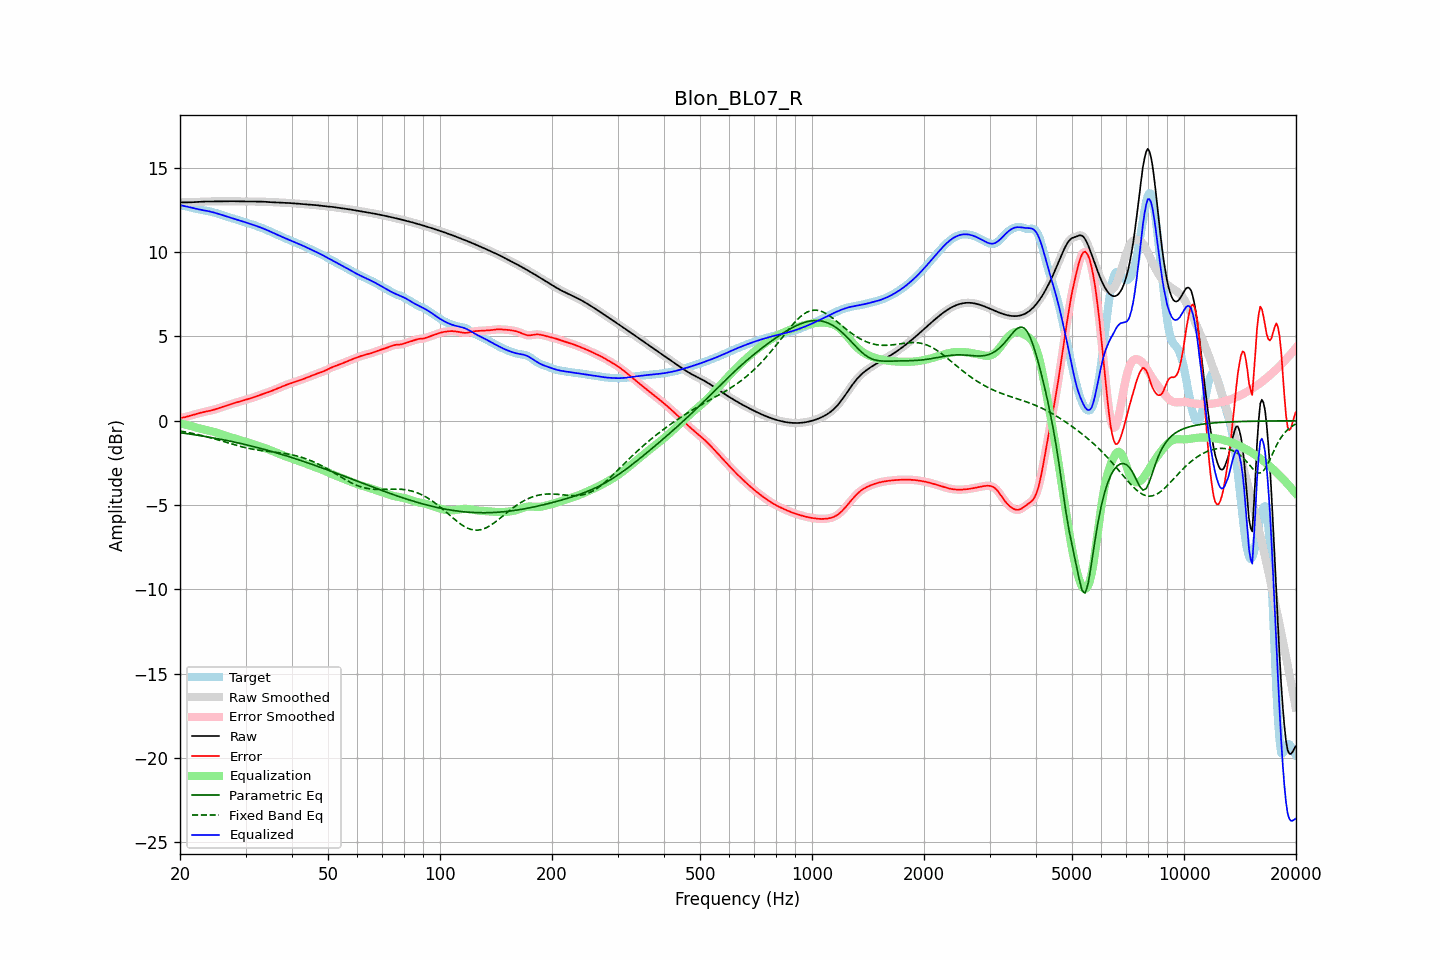 Blon_BL07_R
Amplitude (dBr)
15
10
5
0
−5
−10
−15
−20
−25
Target
Raw Smoothed
Error Smoothed
Raw
Error
Equalization
Parametric Eq
Fixed Band Eq
Equalized
20 50 100 200 500 1000 2000 5000 10000 20000
Frequency (Hz)